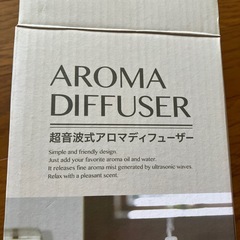 AROMA
DIFFUSER
超音波式アロマディフューザー
Simple and friendly design.
Just add your favorite aroma oil and water.
It releases fine aroma mist generated by ultrasonic waves.
Relax with a pleasant scent.